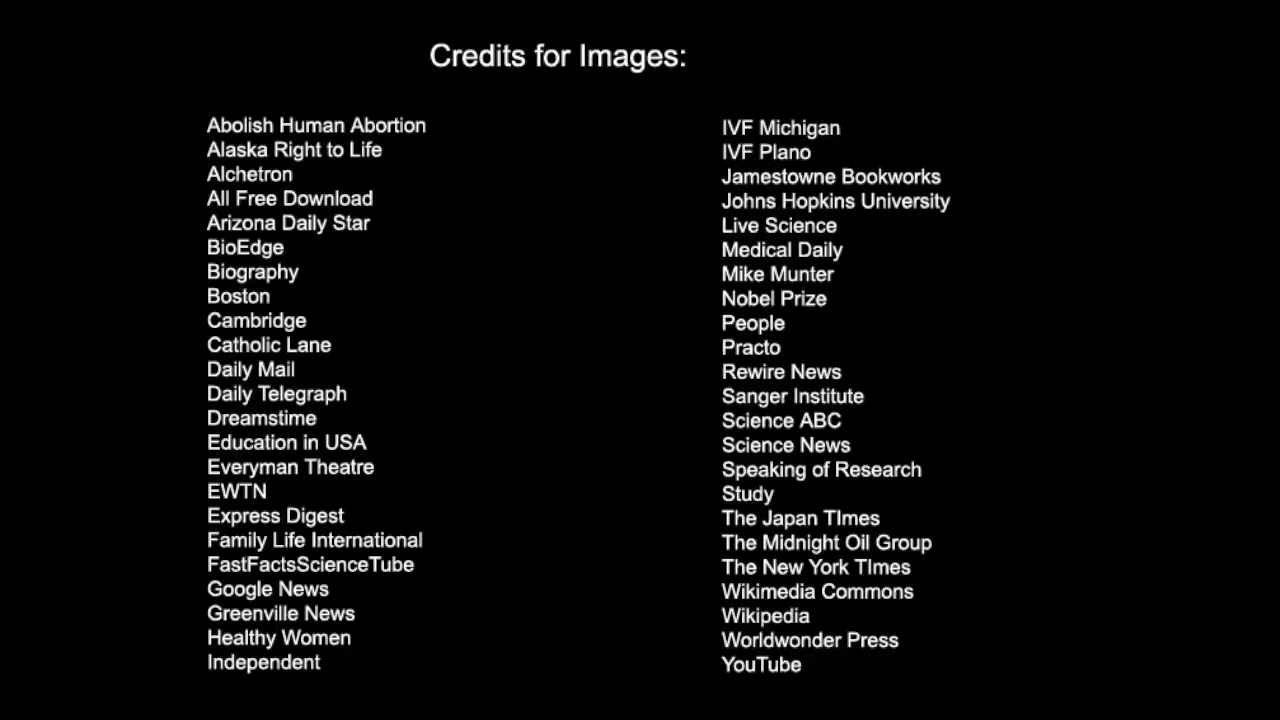 Credits for Images:
Abolish Human Abortion
Alaska Right to Life
Alchetron
All Free Download
Arizona Daily Star
BioEdge
Biography
Boston
Cambridge
Catholic Lane
Daily Mail
Daily Telegraph
Dreamstime
Education in USA
Everyman Theatre
EWTN
Express Digest
Family Life International
FastFactsScienceTube
Google News
Greenville News
Healthy Women
Independent
IVF Michigan
IVF Plano
Jamestowne Bookworks
Johns Hopkins University
Live Science
Medical Daily
Mike Munter
Nobel Prize
People
Practo
Rewire News
Sanger Institute
Science ABC
Science News
Speaking of Research
Study
The Japan TImes
The Midnight Oil Group
The New York TImes
Wikimedia Commons
Wikipedia
Worldwonder Press
YouTube